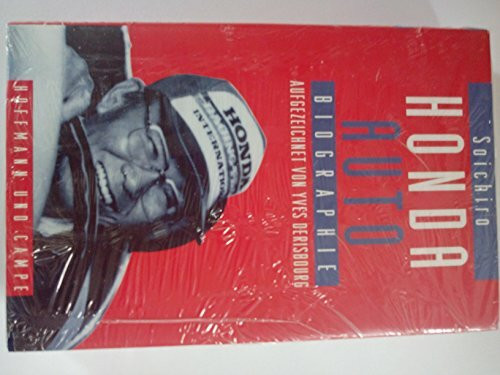 Soichiro
HONDA
AUTO
BIOGRAPHIE
AUFGEZEICHNET VON YVES DERISBOURG
HONDA
INTERNATIONAL
HOFFMANN UND CAMPE